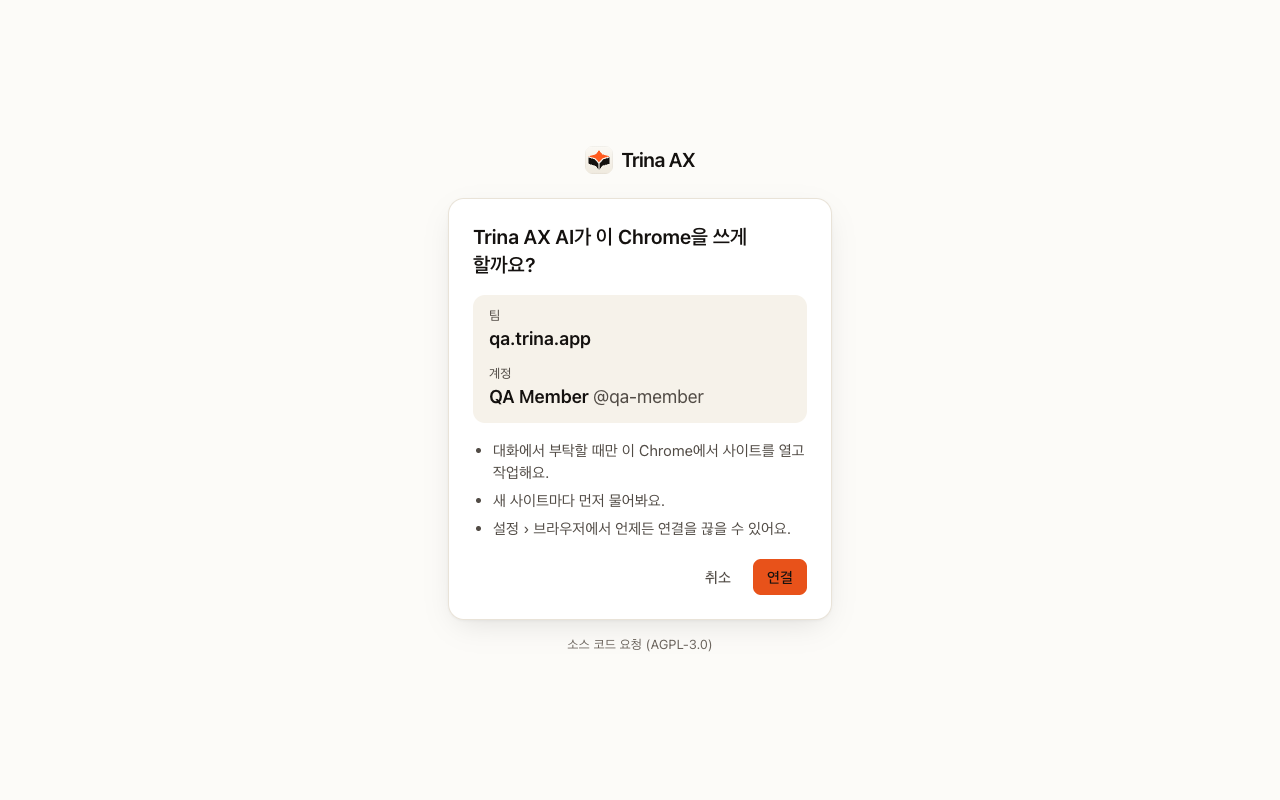 Trina AX
Trina AX AI가 이 Chrome을 쓰게
할까요?
팀
qa.trina.app
계정
QA Member @qa-member
대화에서 부탁할 때만 이 Chrome에서 사이트를 열고
작업해요.
새 사이트마다 먼저 물어봐요.
설정 › 브라우저에서 언제든 연결을 끊을 수 있어요.
취소
연결
소스 코드 요청 (AGPL-3.0)